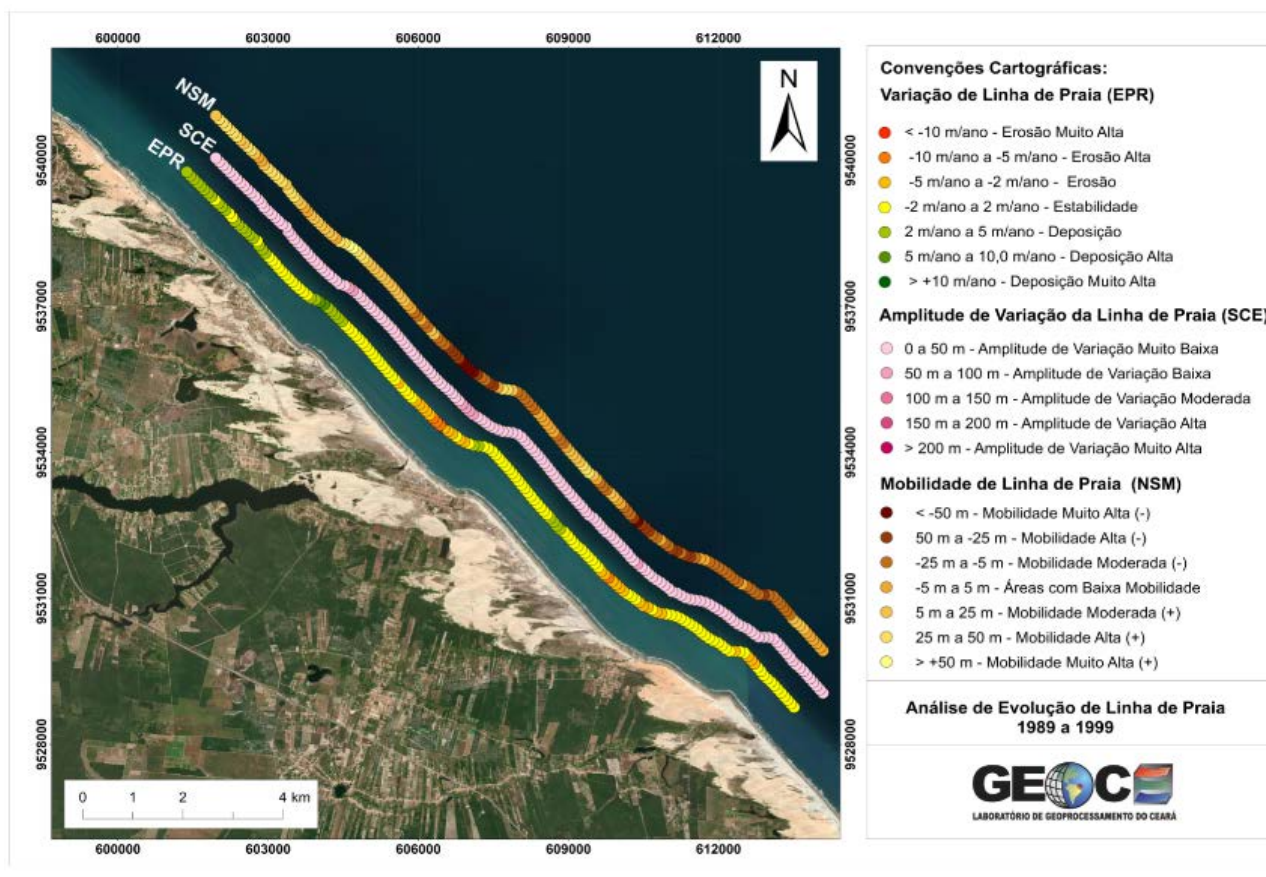 600000 603000 606000 609000 612000
N
NSM
SCE
EPR
9540000
9537000
9534000
9531000
9528000
9540000
9537000
9534000
9531000
9528000
0 1 2 4 km
600000 603000 606000 609000 612000
Convenções Cartográficas:
Variação de Linha de Praia (EPR)
< -10 m/ano - Erosão Muito Alta
-10 m/ano a -5 m/ano - Erosão Alta
-5 m/ano a -2 m/ano - Erosão
-2 m/ano a 2 m/ano - Estabilidade
2 m/ano a 5 m/ano - Deposição
5 m/ano a 10,0 m/ano - Deposição Alta
> +10 m/ano - Deposição Muito Alta
Amplitude de Variação da Linha de Praia (SCE)
0 a 50 m - Amplitude de Variação Muito Baixa
50 m a 100 m - Amplitude de Variação Baixa
100 m a 150 m - Amplitude de Variação Moderada
150 m a 200 m - Amplitude de Variação Alta
> 200 m - Amplitude de Variação Muito Alta
Mobilidade de Linha de Praia (NSM)
< -50 m - Mobilidade Muito Alta (-)
50 m a -25 m - Mobilidade Alta (-)
-25 m a -5 m - Mobilidade Moderada (-)
-5 m a 5 m - Áreas com Baixa Mobilidade
5 m a 25 m - Mobilidade Moderada (+)
25 m a 50 m - Mobilidade Alta (+)
> +50 m - Mobilidade Muito Alta (+)
Análise de Evolução de Linha de Praia
1989 a 1999
GEOCE
LABORATÓRIO DE GEOPROCESSAMENTO DO CEARÁ